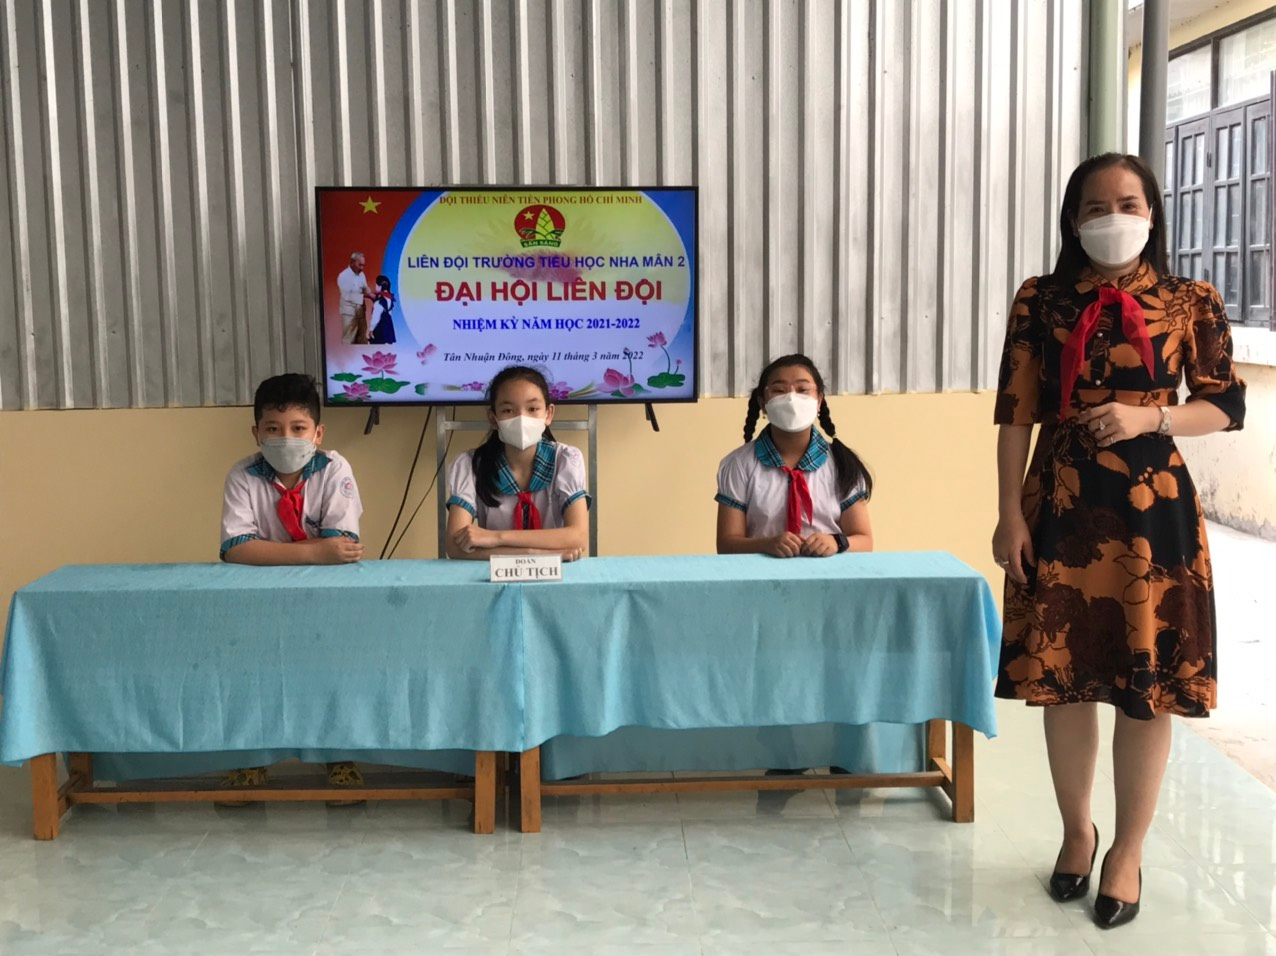 ĐỘI THIẾU NIÊN TIỀN PHONG HỒ CHÍ MINH
SẴN SÀNG
LIÊN ĐỘI TRƯỜNG TIỂU HỌC NHA MÂN 2
ĐẠI HỘI LIÊN ĐỘI
NHIỆM KỲ NĂM HỌC 2021-2022
Tân Nhuận Đông, ngày 11 tháng 3 năm 2022
ĐOÀN
CHỦ TỊCH